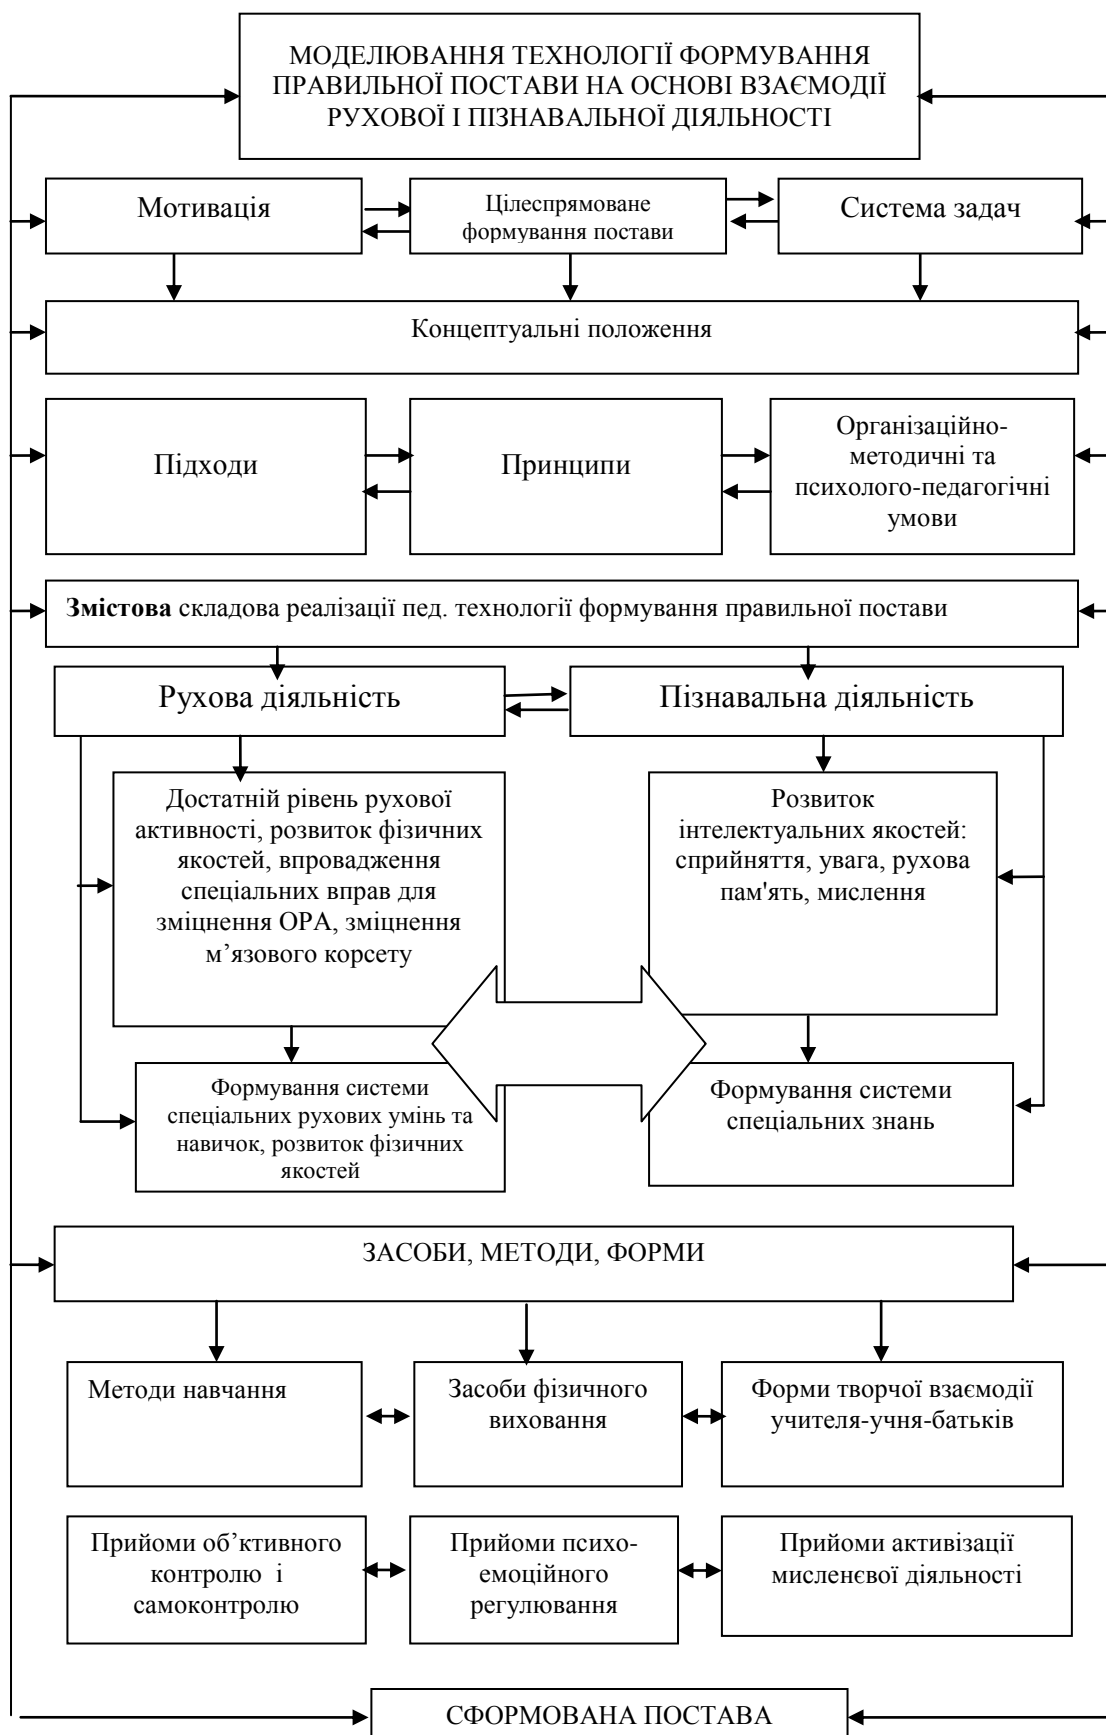 МОДЕЛЮВАННЯ ТЕХНОЛОГІЇ ФОРМУВАННЯ
ПРАВИЛЬНОЇ ПОСТАВИ НА ОСНОВІ ВЗАЄМОДІЇ
РУХОВОЇ І ПІЗНАВАЛЬНОЇ ДІЯЛЬНОСТІ
Мотивація
Цілеспрямоване
формування постави
Система задач
Концептуальні положення
Підходи
Принципи
Організаційно-
методичні та
психолого-педагогічні
умови
Змістова складова реалізації пед. технології формування правильної постави
Рухова діяльність
Пізнавальна діяльність
Достатній рівень рухової
активності, розвиток фізичних
якостей, впровадження
спеціальних вправ для
зміцнення ОРА, зміцнення
м’язового корсету
Розвиток
інтелектуальних якостей:
сприйняття, увага, рухова
пам'ять, мислення
Формування системи
спеціальних рухових умінь та
навичок, розвиток фізичних
якостей
Формування системи
спеціальних знань
ЗАСОБИ, МЕТОДИ, ФОРМИ
Методи навчання
Засоби фізичного
виховання
Форми творчої взаємодії
учителя-учня-батьків
Прийоми об’ктивного
контролю і
самоконтролю
Прийоми психо-
емоційного
регулювання
Прийоми активізації
мисленєвої діяльності
СФОРМОВАНА ПОСТАВА